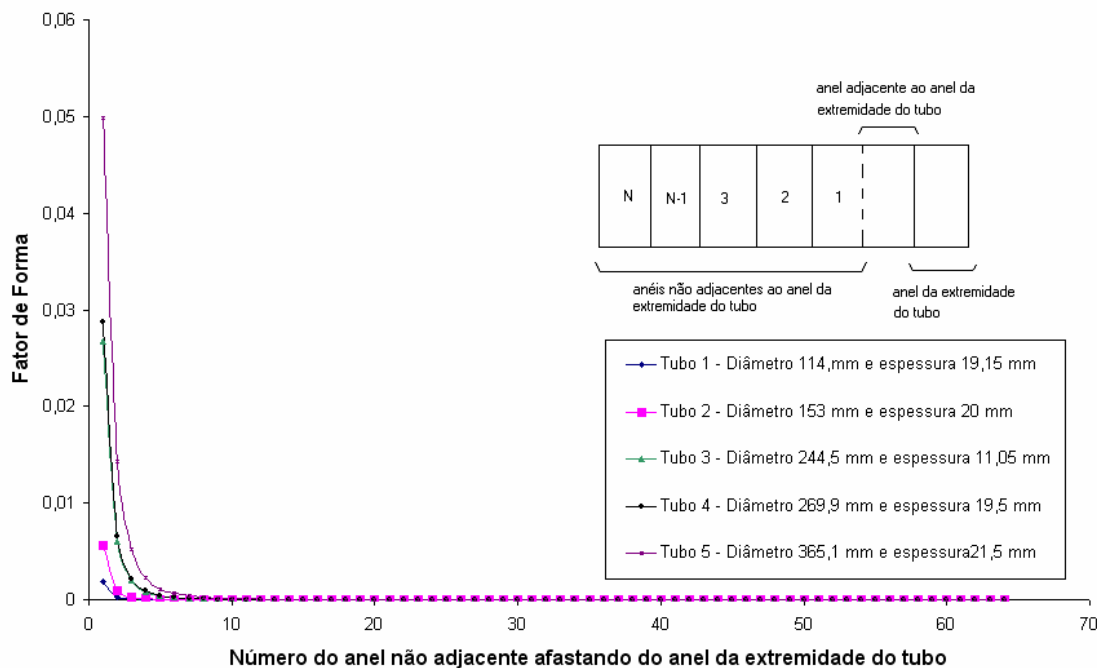 0,06
0,05
0,04
0,03
0,02
0,01
0
Fator de Forma
0 10 20 30 40 50 60 70
Número do anel não adjacente afastando do anel da extremidade do tubo
anel adjacente ao anel da
extremidade do tubo
N N-1 3 2 1
anéis não adjacentes ao anel da
extremidade do tubo
anel da extremidade
do tubo
Tubo 1 - Diâmetro 114,mm e espessura 19,15 mm
Tubo 2 - Diâmetro 153 mm e espessura 20 mm
Tubo 3 - Diâmetro 244,5 mm e espessura 11,05 mm
Tubo 4 - Diâmetro 269,9 mm e espessura 19,5 mm
Tubo 5 - Diâmetro 365,1 mm e espessura21,5 mm